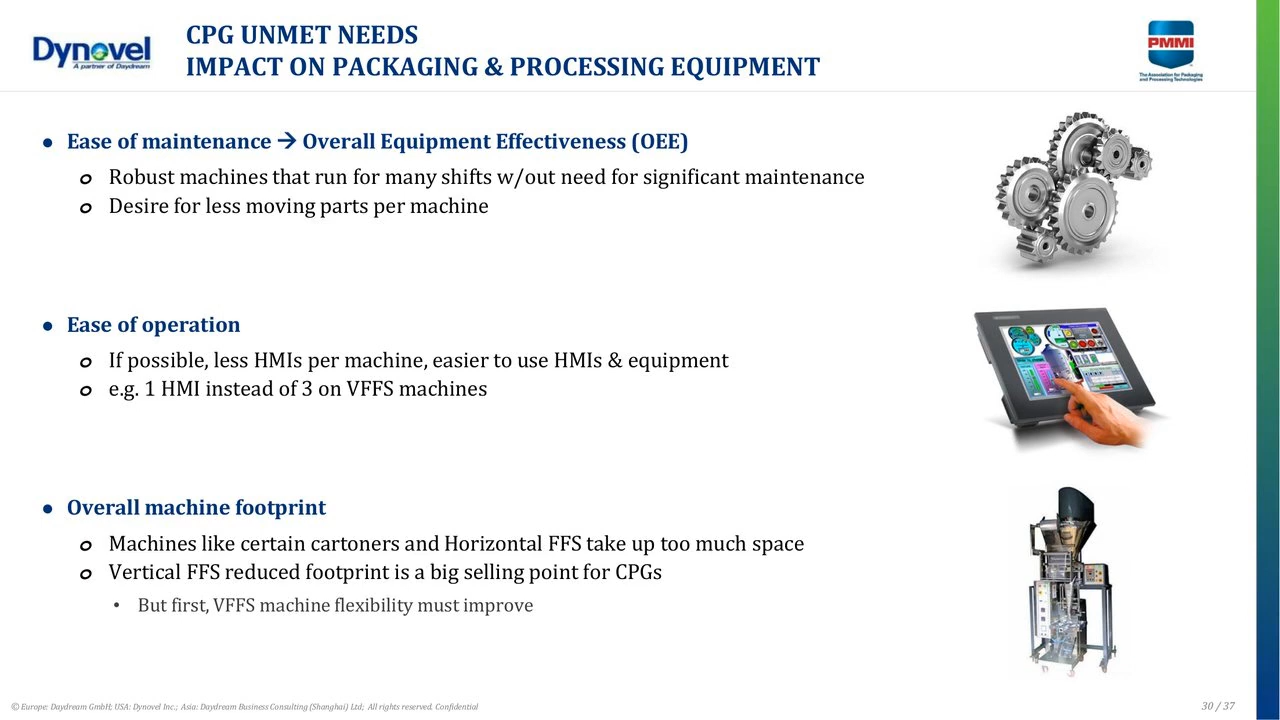 Dynovel
A partner of Daydream
CPG UNMET NEEDS
IMPACT ON PACKAGING & PROCESSING EQUIPMENT
PMMI
The Association for Packaging
and Processing Technologies
● Ease of maintenance → Overall Equipment Effectiveness (OEE)
o Robust machines that run for many shifts w/out need for significant maintenance
o Desire for less moving parts per machine
● Ease of operation
o If possible, less HMIs per machine, easier to use HMIs & equipment
o e.g. 1 HMI instead of 3 on VFFS machines
● Overall machine footprint
o Machines like certain cartoners and Horizontal FFS take up too much space
o Vertical FFS reduced footprint is a big selling point for CPGs
• But first, VFFS machine flexibility must improve
© Europe: Daydream GmbH; USA: Dynovel Inc.; Asia: Daydream Business Consulting (Shanghai) Ltd; All rights reserved. Confidential
30 / 37